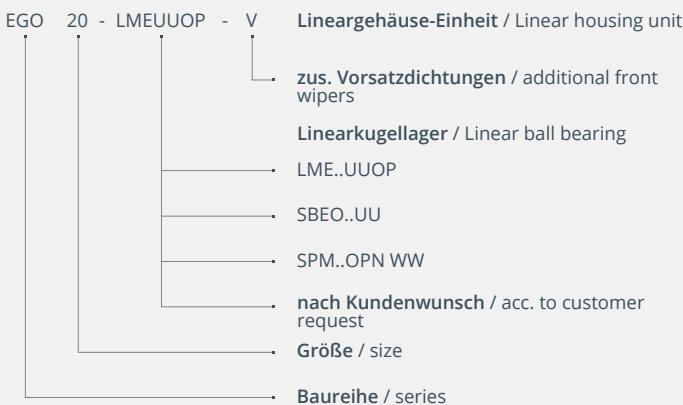 EGO 20 - LMEUUOP - V Lineargehäuse-Einheit / Linear housing unit
zus. Vorsatzdichtungen / additional front
wipers
Linearkugellager / Linear ball bearing
LME..UUOP
SBEO..UU
SPM..OPN WW
nach Kundenwunsch / acc. to customer
request
Größe / size
Baureihe / series